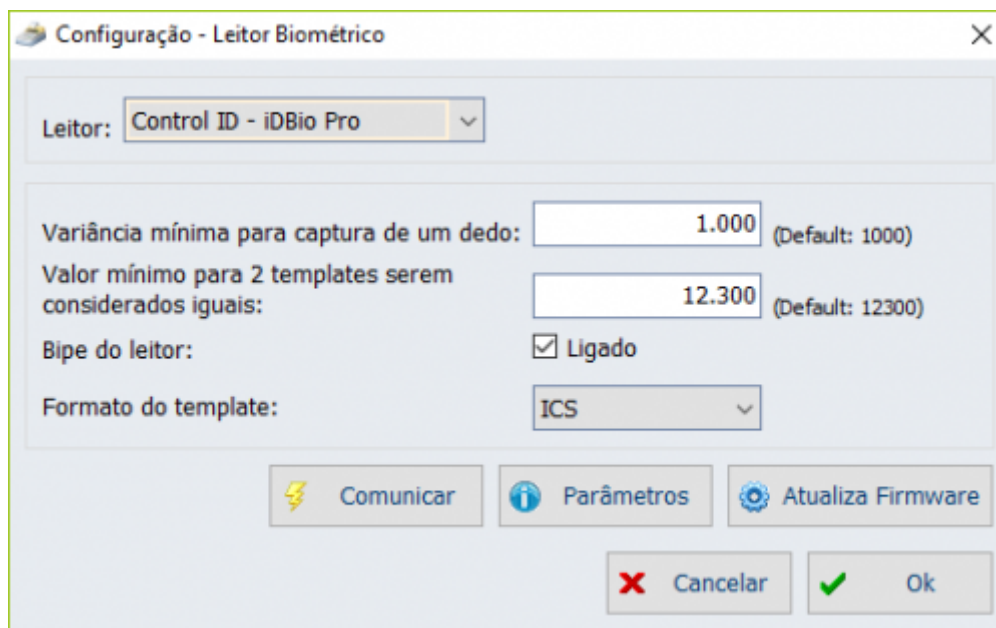 Configuração - Leitor Biométrico
Leitor: Control ID - iDBio Pro
Variância mínima para captura de um dedo: 1.000 (Default: 1000)
Valor mínimo para 2 templates serem
considerados iguais: 12.300 (Default: 12300)
Bipe do leitor: Ligado
Formato do template: ICS
Comunicar Parâmetros Atualiza Firmware
Cancelar Ok